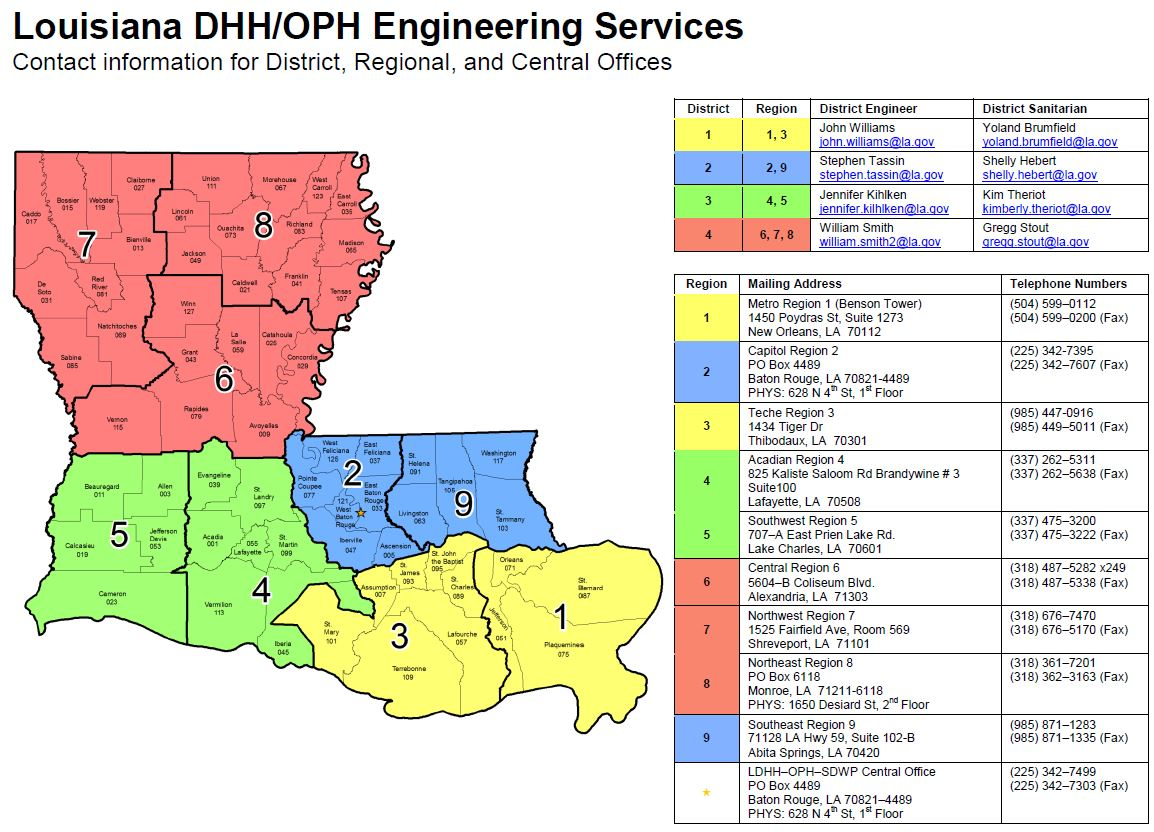 Louisiana DHH/OPH Engineering Services
Contact information for District, Regional, and Central Offices
District Region District Engineer District Sanitarian
1 1, 3 John Williams Yoland Brumfield
john.williams@la.gov yoland.brumfield@la.gov
2 2, 9 Stephen Tassin Shelly Hebert
stephen.tassin@la.gov shelly.hebert@la.gov
3 4, 5 Jennifer Kihlken Kim Theriot
jennifer.kilhlken@la.gov kimberly.theriot@la.gov
4 6, 7, 8 William Smith Gregg Stout
william.smith2@la.gov gregg.stout@la.gov
Region Mailing Address Telephone Numbers
1 Metro Region 1 (Benson Tower) (504) 599–0112
1450 Poydras St, Suite 1273 (504) 599–0200 (Fax)
New Orleans, LA 70112
2 Capitol Region 2 (225) 342-7395
PO Box 4489 (225) 342–7607 (Fax)
Baton Rouge, LA 70821-4489
PHYS: 628 N 4th St, 1st Floor
3 Teche Region 3 (985) 447-0916
1434 Tiger Dr (985) 449–5011 (Fax)
Thibodaux, LA 70301
4 Acadian Region 4 (337) 262–5311
825 Kaliste Saloom Rd Brandywine # 3 (337) 262–5638 (Fax)
Suite100
Lafayette, LA 70508
5 Southwest Region 5 (337) 475–3200
707–A East Prien Lake Rd. (337) 475–3222 (Fax)
Lake Charles, LA 70601
6 Central Region 6 (318) 487–5282 x249
5604–B Coliseum Blvd. (318) 487–5338 (Fax)
Alexandria, LA 71303
7 Northwest Region 7 (318) 676–7470
1525 Fairfield Ave, Room 569 (318) 676–5170 (Fax)
Shreveport, LA 71101
8 Northeast Region 8 (318) 361–7201
PO Box 6118 (318) 362–3163 (Fax)
Monroe, LA 71211-6118
PHYS: 1650 Desiard St, 2nd Floor
9 Southeast Region 9 (985) 871–1283
71128 LA Hwy 59, Suite 102-B (985) 871–1335 (Fax)
Abita Springs, LA 70420
LDHH–OPH–SDWP Central Office (225) 342–7499
PO Box 4489 (225) 342–7303 (Fax)
Baton Rouge, LA 70821–4489
PHYS: 628 N 4th St, 1st Floor
7
Caddo
017
Bossier
015
Webster
119
Claiborne
027
Bienville
013
De
Soto
031
Red
River
081
Natchitoches
069
Sabine
085
8
Union
111
Morehouse
067
West
Carroll
123
East
Carroll
035
Lincoln
061
Ouachita
073
Richland
083
Madison
065
Jackson
049
Caldwell
021
Franklin
041
Tensas
107
6
Winn
127
La
Salle
059
Catahoula
025
Grant
043
Concordia
029
Vernon
115
Rapides
079
Avoyelles
009
5
Beauregard
011
Allen
003
Calcasieu
019
Jefferson
Davis
053
Cameron
023
4
Evangeline
039
St.
Landry
097
Acadia
001
055
Lafayette
St.
Martin
099
Vermilion
113
Iberia
045
2
West
Feliciana
125
East
Feliciana
037
Pointe
Coupee
077
121
West
Baton
Rouge
East
Baton
Rouge
033
Iberville
047
Ascension
005
9
St.
Helena
091
Washington
117
Tangipahoa
105
Livingston
063
St.
Tammany
103
3
Assumption
007
St.
James
093
St. John
the Baptist
095
St.
Charles
089
St.
Mary
101
Lafourche
057
Terrebonne
109
1
Orleans
071
St.
Bernard
087
Jefferson
051
Plaquemines
075